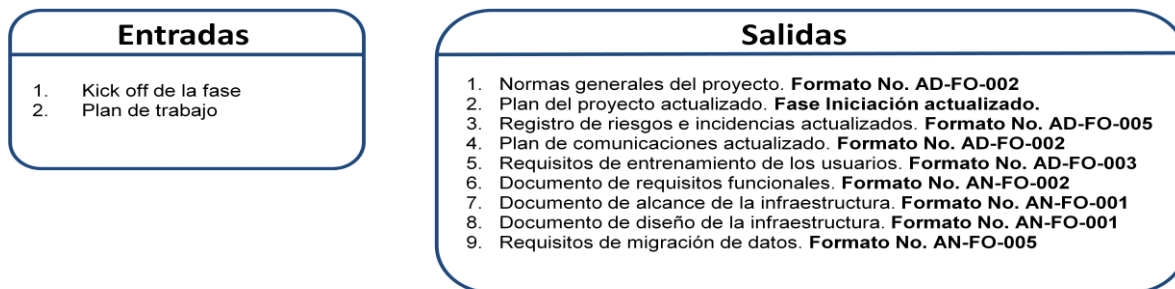 Entradas
1. Kick off de la fase
2. Plan de trabajo
Salidas
1. Normas generales del proyecto. Formato No. AD-FO-002
2. Plan del proyecto actualizado. Fase Iniciación actualizado.
3. Registro de riesgos e incidencias actualizados. Formato No. AD-FO-005
4. Plan de comunicaciones actualizado. Formato No. AD-FO-002
5. Requisitos de entrenamiento de los usuarios. Formato No. AD-FO-003
6. Documento de requisitos funcionales. Formato No. AN-FO-002
7. Documento de alcance de la infraestructura. Formato No. AN-FO-001
8. Documento de diseño de la infraestructura. Formato No. AN-FO-001
9. Requisitos de migración de datos. Formato No. AN-FO-005